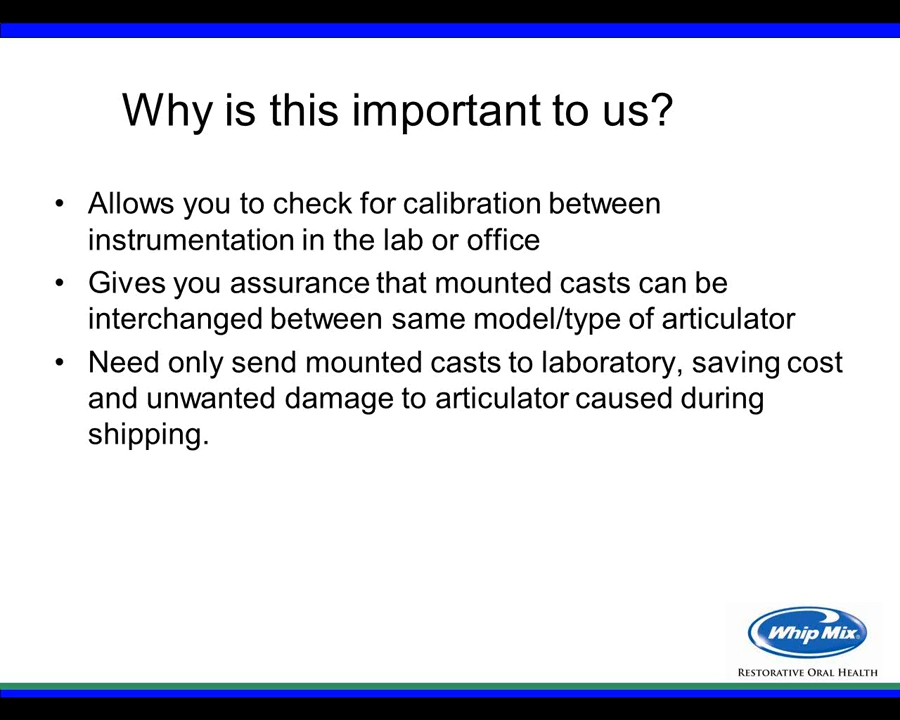 Why is this important to us?
• Allows you to check for calibration between
instrumentation in the lab or office
• Gives you assurance that mounted casts can be
interchanged between same model/type of articulator
• Need only send mounted casts to laboratory, saving cost
and unwanted damage to articulator caused during
shipping.
Whip Mix®
RESTORATIVE ORAL HEALTH